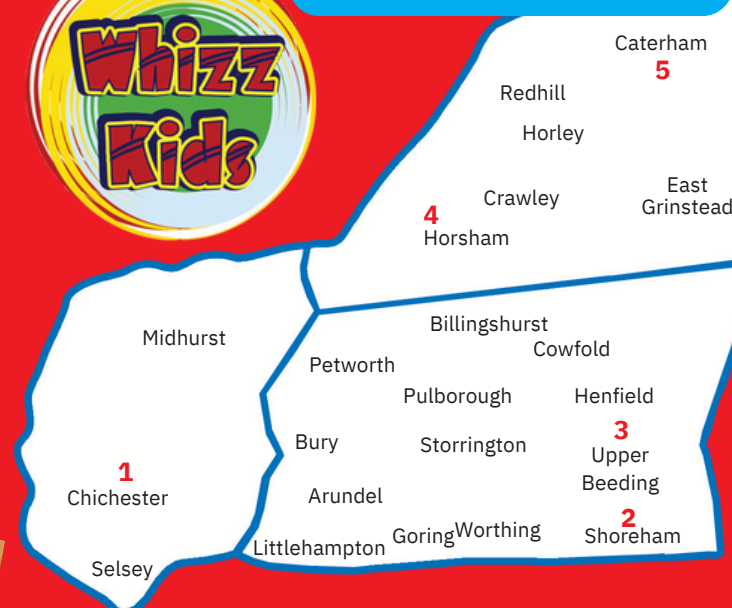 Whizz
Kids
Caterham
5
Redhill
Horley
East
Grinstead
Crawley
4
Horsham
Midhurst
Billingshurst
Cowfold
Petworth
Pulborough
Henfield
3
Upper
Beeding
Bury
Storrington
1
Chichester
Arundel
2
Shoreham
Goring
Worthing
Littlehampton
Selsey